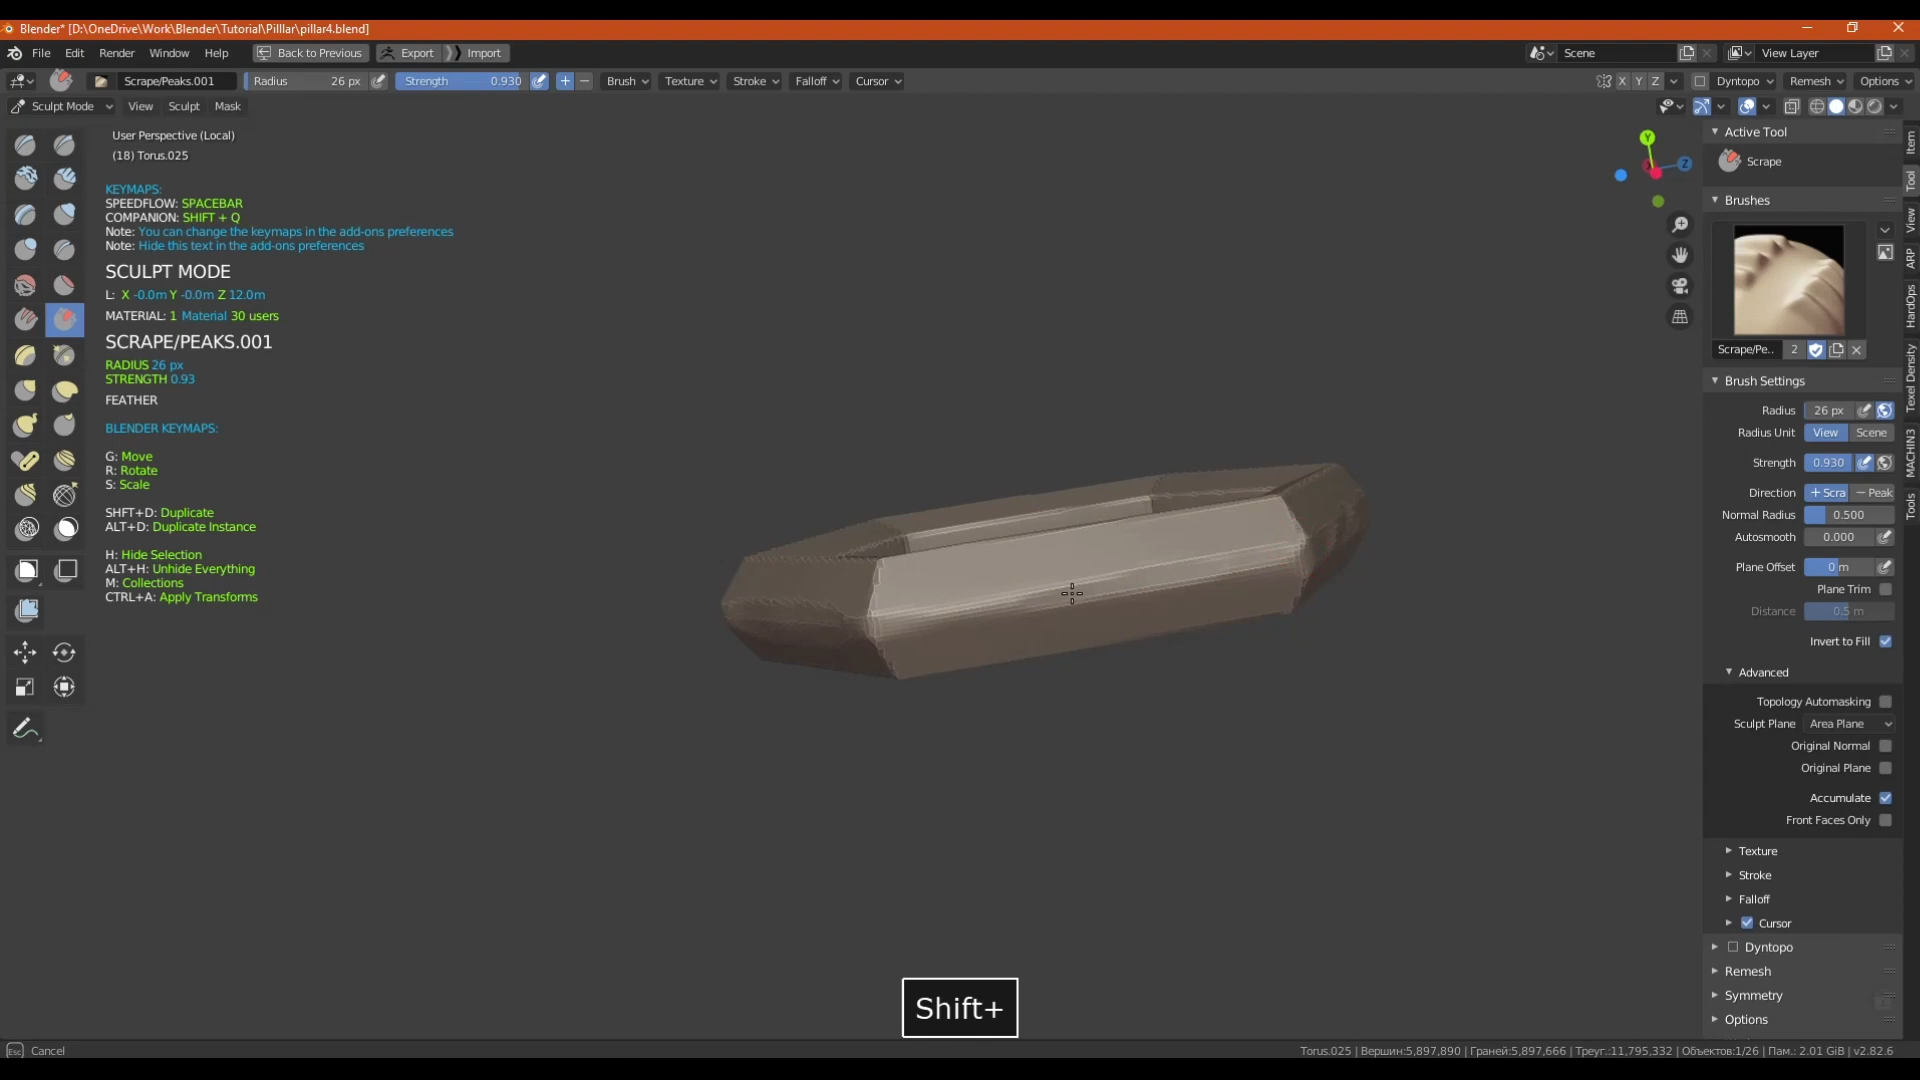 Blender* [D:\OneDrive\Work\Blender\Tutorial\Pilllar\pillar4.blend]
File Edit Render Window Help Back to Previous Export Import Scene View Layer
Scrape/Peaks.001 Radius 26 px Strength 0.930 + − Brush Texture Stroke Falloff Cursor X Y Z Dyntopo Remesh Options
Sculpt Mode View Sculpt Mask
User Perspective (Local)
(18) Torus.025
KEYMAPS:
SPEEDFLOW: SPACEBAR
COMPANION: SHIFT + Q
Note: You can change the keymaps in the add-ons preferences
Note: Hide this text in the add-ons preferences
SCULPT MODE
L: X -0.0m Y -0.0m Z 12.0m
MATERIAL: 1 Material 30 users
SCRAPE/PEAKS.001
RADIUS 26 px
STRENGTH 0.93
FEATHER
BLENDER KEYMAPS:
G: Move
R: Rotate
S: Scale
SHFT+D: Duplicate
ALT+D: Duplicate Instance
H: Hide Selection
ALT+H: Unhide Everything
M: Collections
CTRL+A: Apply Transforms
Y
Z
Active Tool
Scrape
Brushes
Scrape/Pe.. 2
Brush Settings
Radius 26 px
Radius Unit View Scene
Strength 0.930
Direction + Scra − Peak
Normal Radius 0.500
Autosmooth 0.000
Plane Offset 0 m
Plane Trim
Distance 0.5 m
Invert to Fill
Advanced
Topology Automasking
Sculpt Plane Area Plane
Original Normal
Original Plane
Accumulate
Front Faces Only
Texture
Stroke
Falloff
Cursor
Dyntopo
Remesh
Symmetry
Options
Item
Tool
View
ARP
HardOps
Texel Density
MACHIN3
Tools
Shift+
Esc Cancel
Torus.025 | Вершин:5,897,890 | Граней:5,897,666 | Треуг.:11,795,332 | Объектов:1/26 | Пам.: 2.01 GiB | v2.82.6